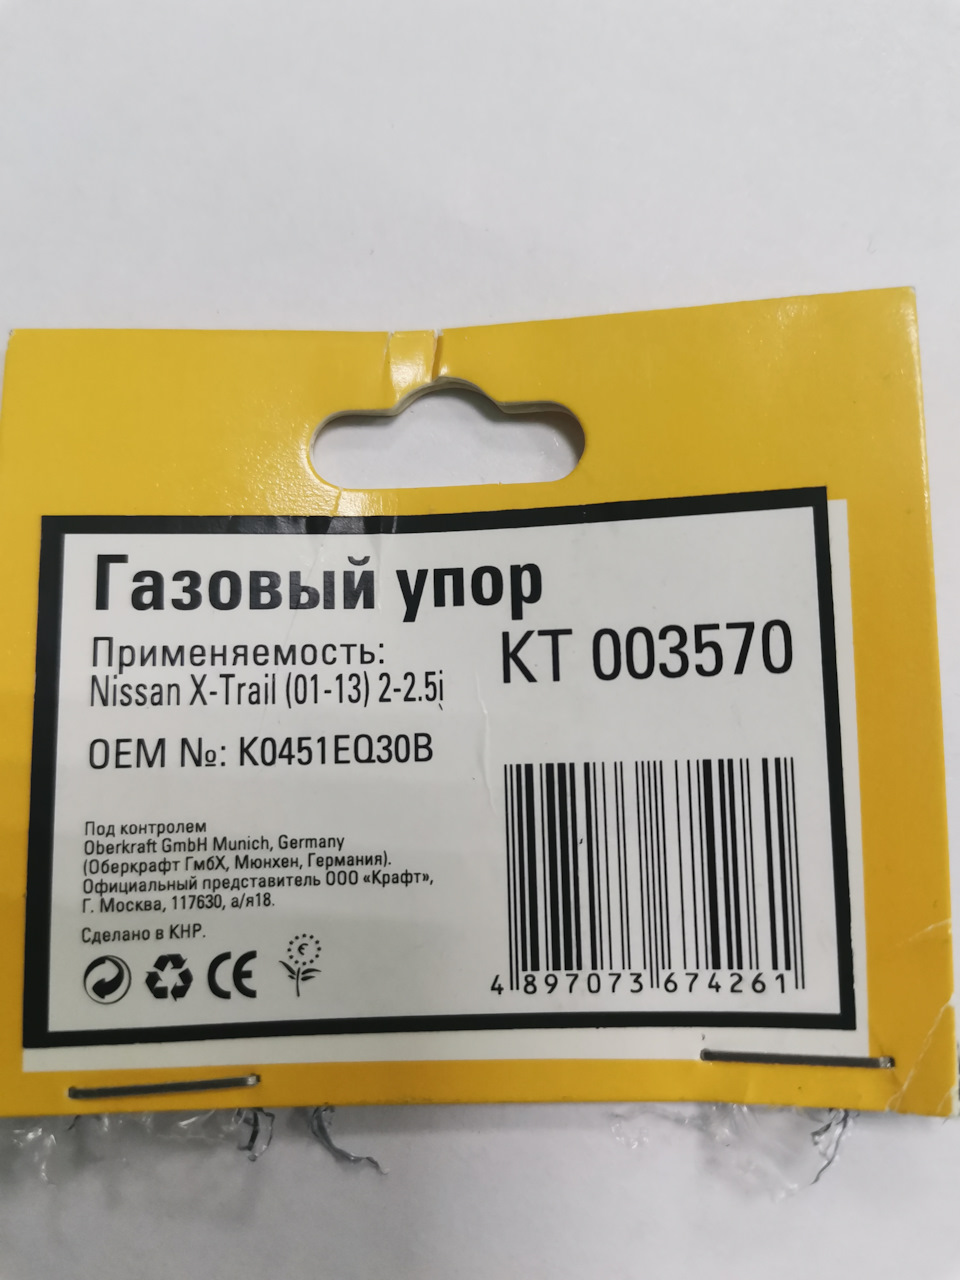 Газовый упор
Применяемость:
Nissan X-Trail (01-13) 2-2.5i
КТ 003570
OEM №: K0451EQ30B
Под контролем
Oberkraft GmbH Munich, Germany
(Оберкрафт ГмбХ, Мюнхен, Германия).
Официальный представитель ООО «Крафт»,
Г. Москва, 117630, а/я18.
Сделано в КНР.
CE
€
4 897073 674261